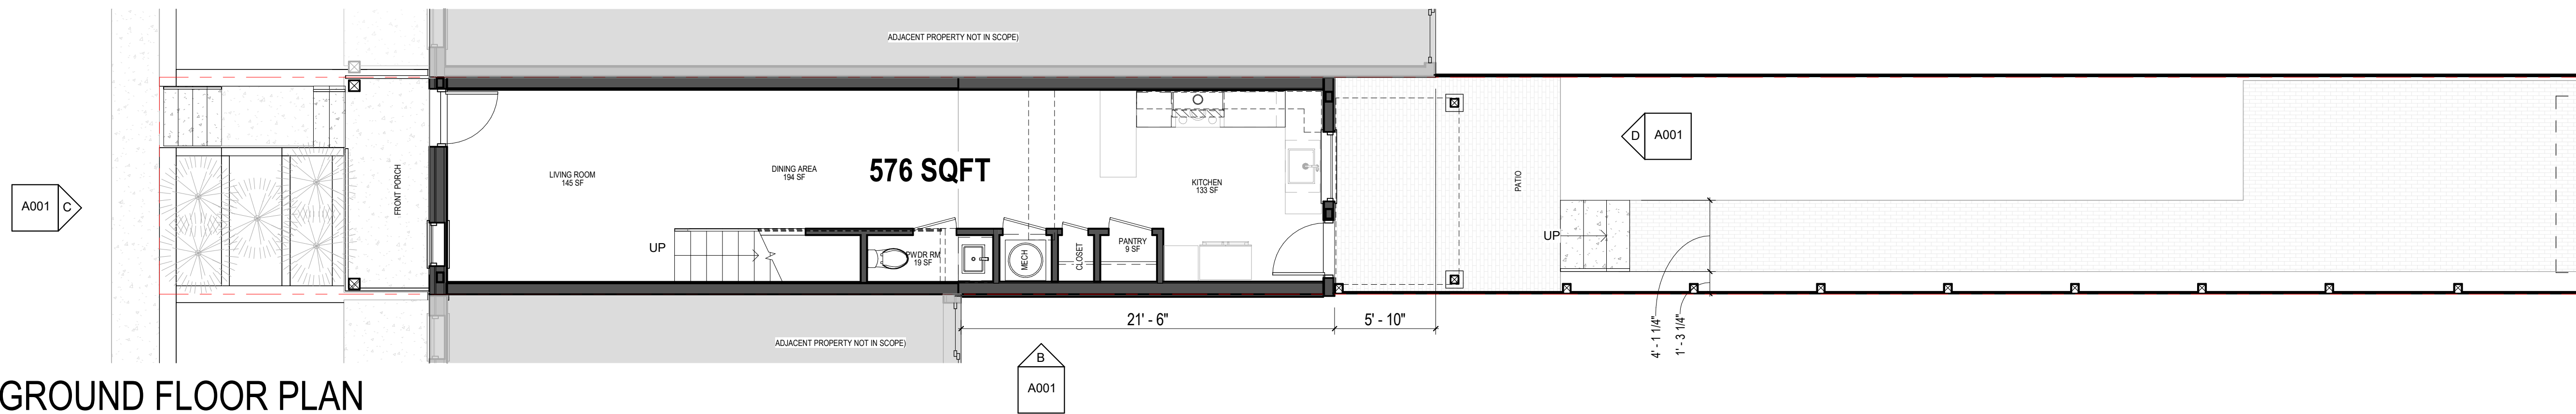 ADJACENT PROPERTY NOT IN SCOPE)
A001
C
FRONT PORCH
LIVING ROOM
145 SF
DINING AREA
194 SF
576 SQFT
KITCHEN
133 SF
PATIO
D
A001
UP
PWDR RM
19 SF
MECH
CLOSET
PANTRY
9 SF
UP
21' - 6"
5' - 10"
4' - 1 1/4"
1' - 3 1/4"
ADJACENT PROPERTY NOT IN SCOPE)
B
A001
GROUND FLOOR PLAN